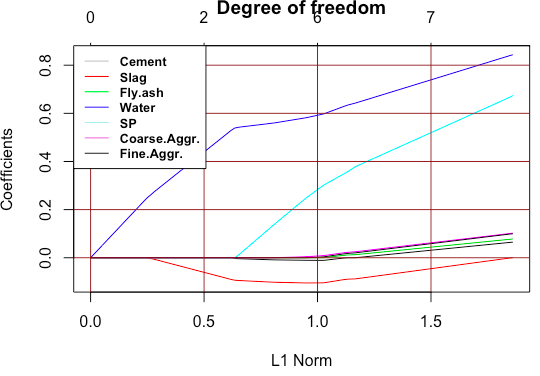 Degree of freedom
0 2 6 7
Cement
Slag
Fly.ash
Water
SP
Coarse.Aggr.
Fine.Aggr.
Coefficients
0.8
0.6
0.4
0.2
0.0
0.0 0.5 1.0 1.5
L1 Norm